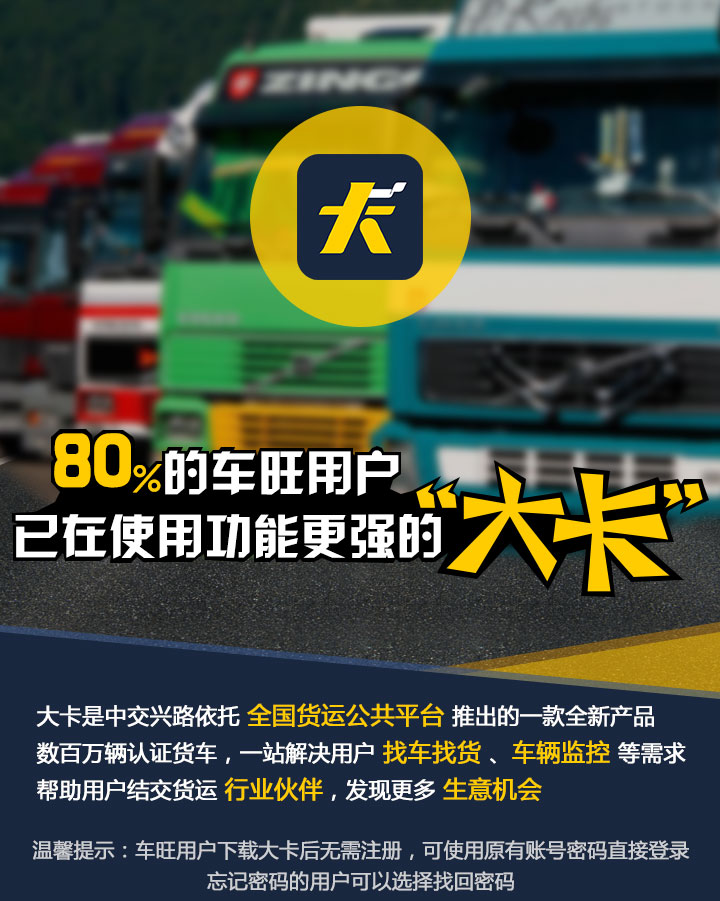 卡
80%的车旺用户
已在使用功能更强的“大卡”
大卡是中交兴路依托 全国货运公共平台 推出的一款全新产品
数百万辆认证货车，一站解决用户 找车找货 、车辆监控 等需求
帮助用户结交货运 行业伙伴，发现更多 生意机会
温馨提示：车旺用户下载大卡后无需注册，可使用原有账号密码直接登录
忘记密码的用户可以选择找回密码